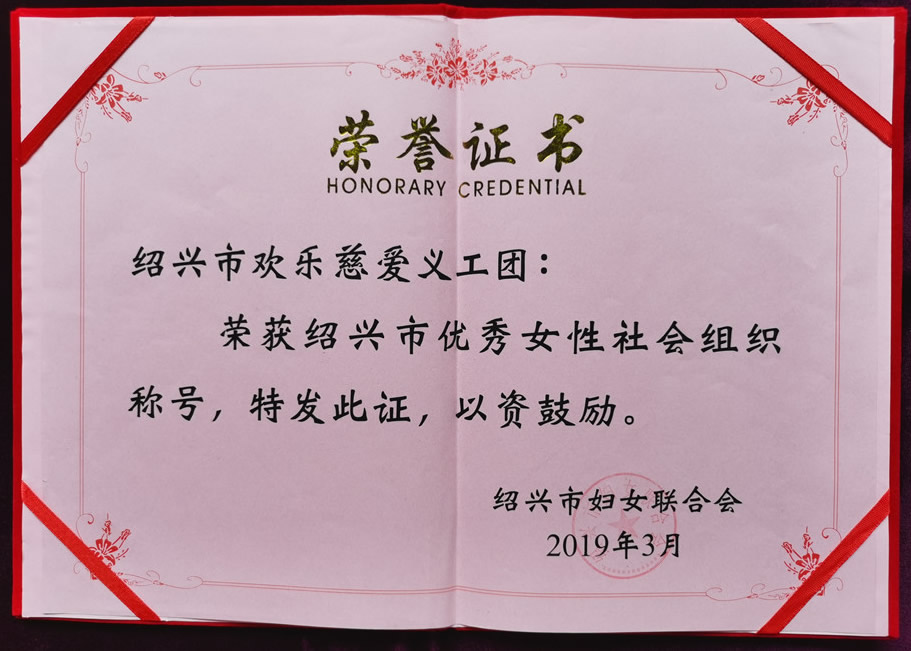 荣誉证书
HONORARY CREDENTIAL
绍兴市欢乐慈爱义工团：
荣获绍兴市优秀女性社会组织
称号，特发此证，以资鼓励。
绍兴市妇女联合会
2019年3月